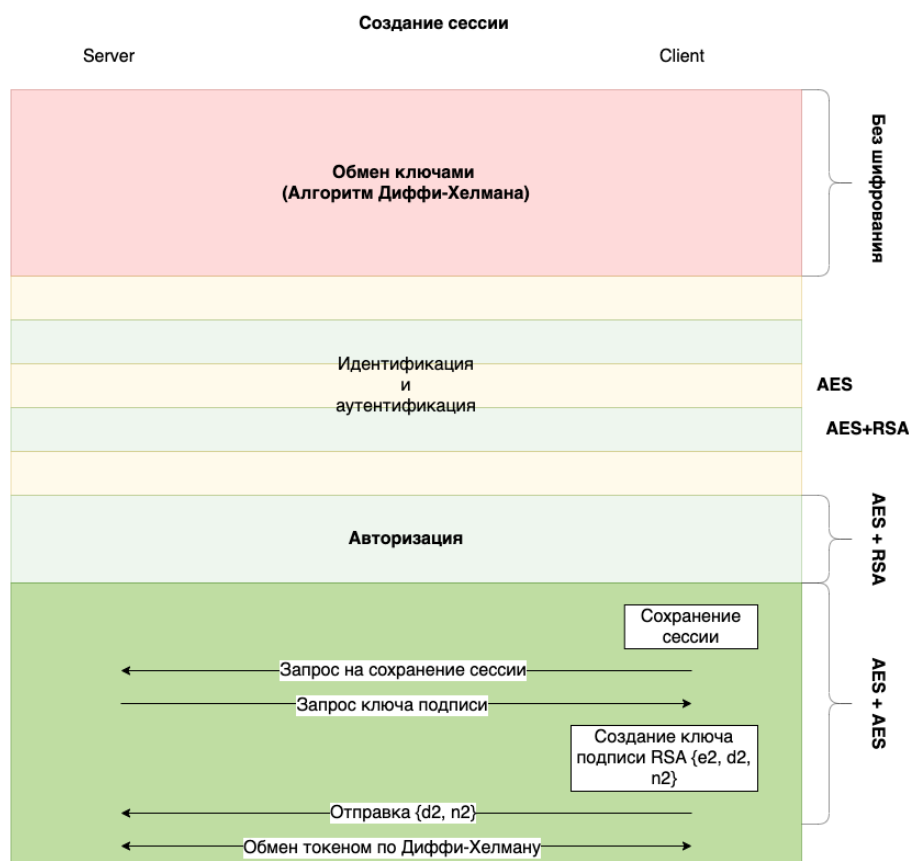 Создание сессии
Server
Client
Обмен ключами
(Алгоритм Диффи-Хелмана)
Без шифрования
Идентификация
и
аутентификация
AES
AES+RSA
Авторизация
AES + RSA
Сохранение
сессии
Запрос на сохранение сессии
Запрос ключа подписи
AES + AES
Создание ключа
подписи RSA {e2, d2,
n2}
Отправка {d2, n2}
Обмен токеном по Диффи-Хелману